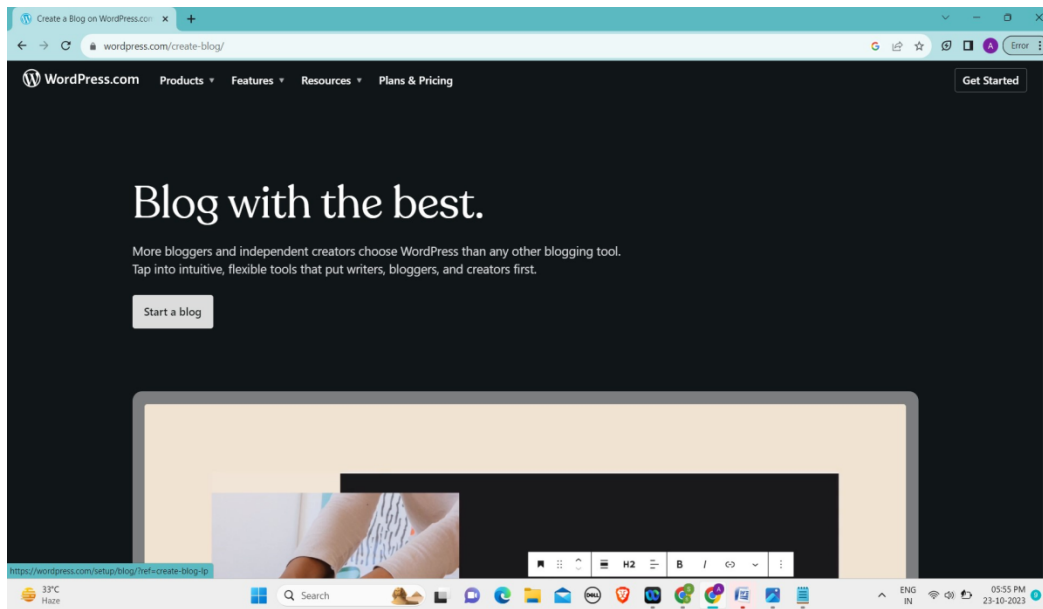 Create a Blog on WordPress.com
wordpress.com/create-blog/
G
A
Error
WordPress.com Products Features Resources Plans & Pricing Get Started
Blog with the best.
More bloggers and independent creators choose WordPress than any other blogging tool.
Tap into intuitive, flexible tools that put writers, bloggers, and creators first.
Start a blog
H2 B I
https://wordpress.com/setup/blog/?ref=create-blog-lp
33°C
Haze
Search
DELL
ENG
IN
05:55 PM
23-10-2023